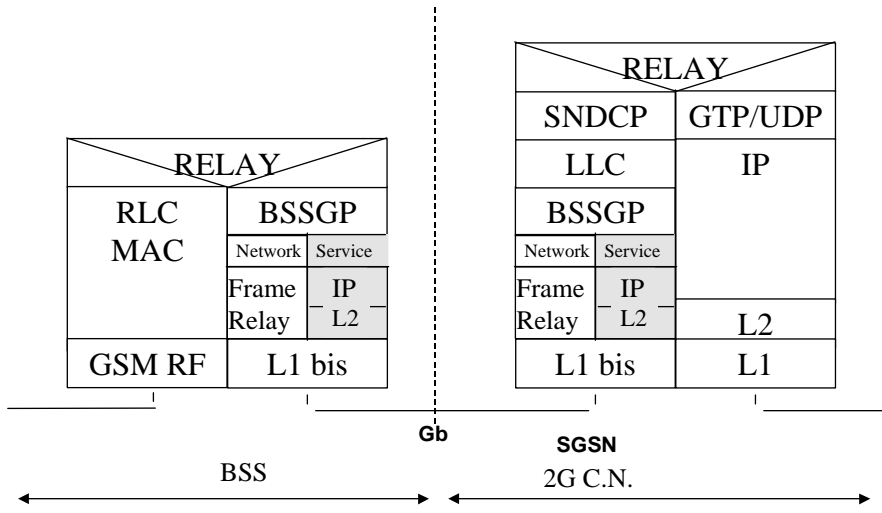 RELAY
SNDCP GTP/UDP
RELAY
LLC IP
RLC
MAC
BSSGP
Network Service
Frame
Relay
IP
L2
GSM RF L1 bis
BSSGP
Network Service
Frame
Relay
IP
L2
L2
L1 bis L1
Gb
SGSN
BSS
2G C.N.